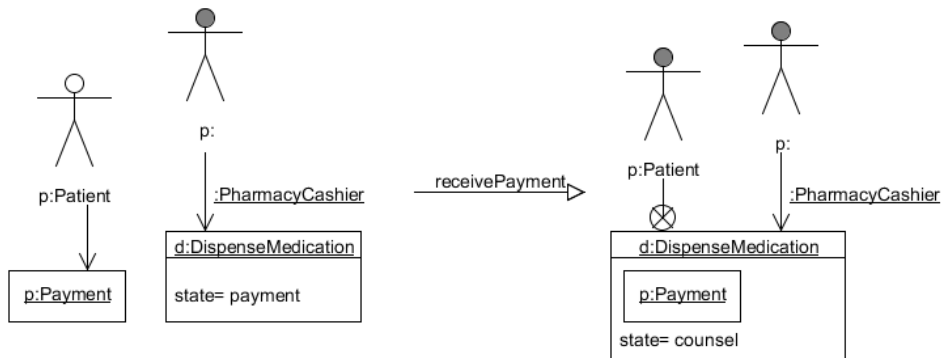 p:
p:Patient
:PharmacyCashier
d:DispenseMedication
p:Payment
state= payment
receivePayment
p:
p:Patient
:PharmacyCashier
d:DispenseMedication
p:Payment
state= counsel